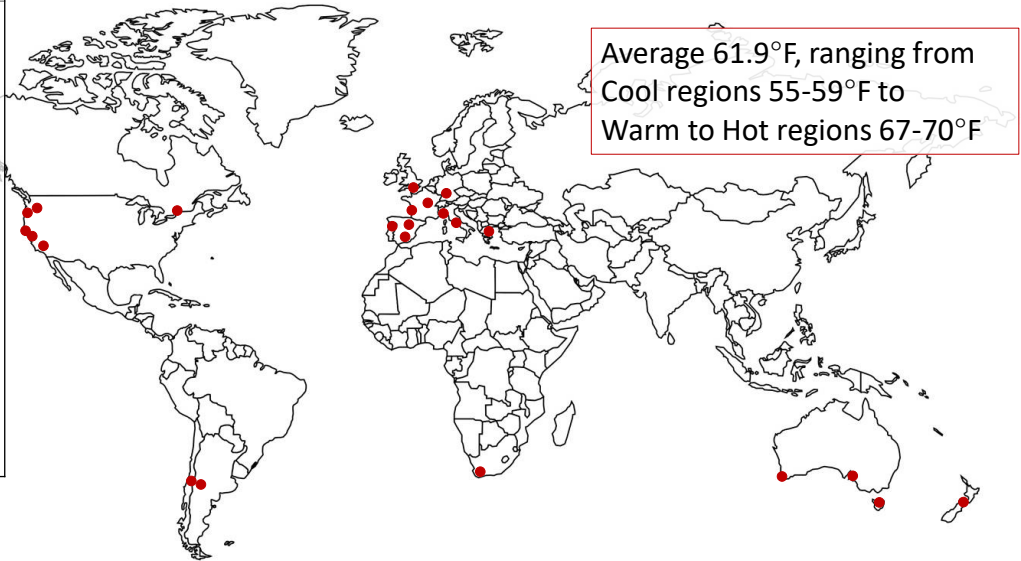 Average 61.9°F, ranging from
Cool regions 55-59°F to
Warm to Hot regions 67-70°F